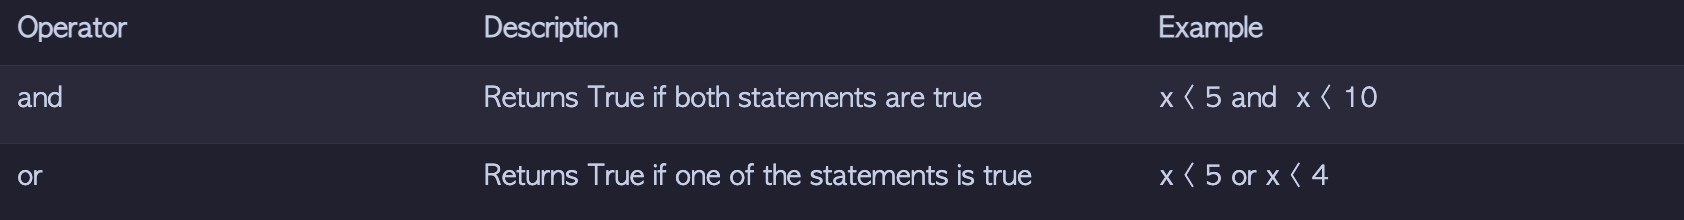 Operator Description Example
and Returns True if both statements are true x < 5 and  x < 10
or Returns True if one of the statements is true x < 5 or x < 4